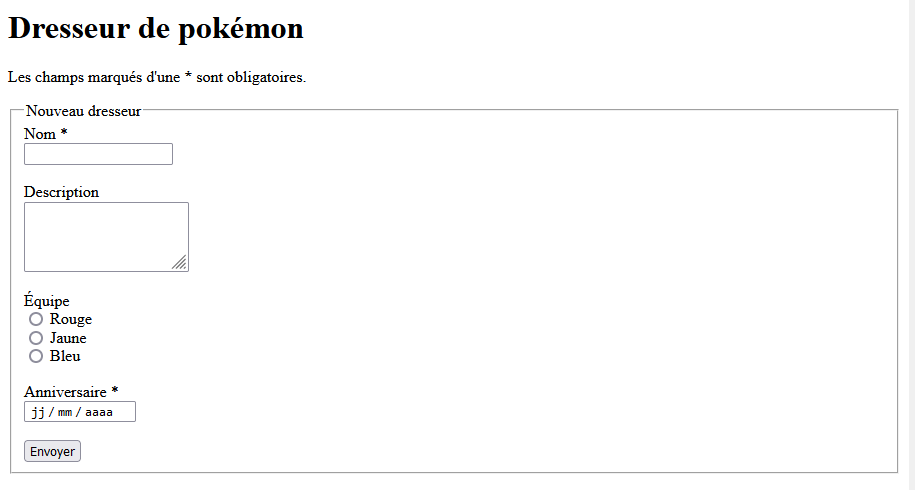 Dresseur de pokémon
Les champs marqués d'une * sont obligatoires.
Nouveau dresseur
Nom *
Description
Équipe
Rouge
Jaune
Bleu
Anniversaire *
jj / mm / aaaa
Envoyer